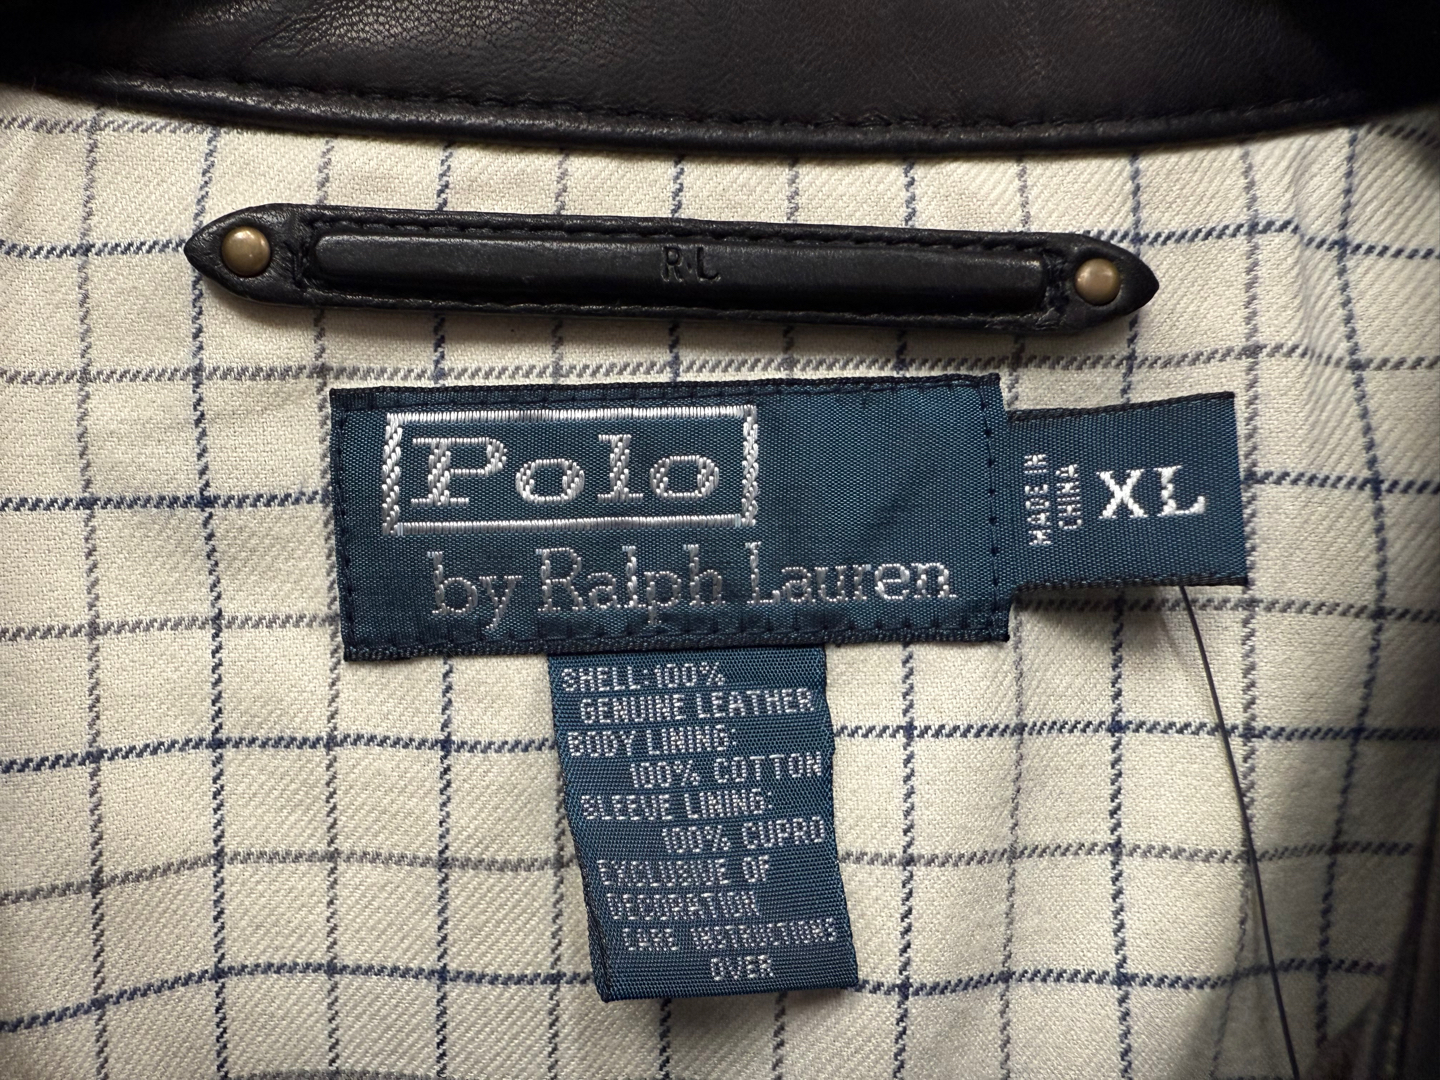 RL
Polo
by Ralph Lauren
MADE IN
CHINA
XL
SHELL:100%
GENUINE LEATHER
BODY LINING:
100% COTTON
SLEEVE LINING:
100% CUPRO
EXCLUSIVE OF
DECORATION
CARE INSTRUCTIONS
OVER